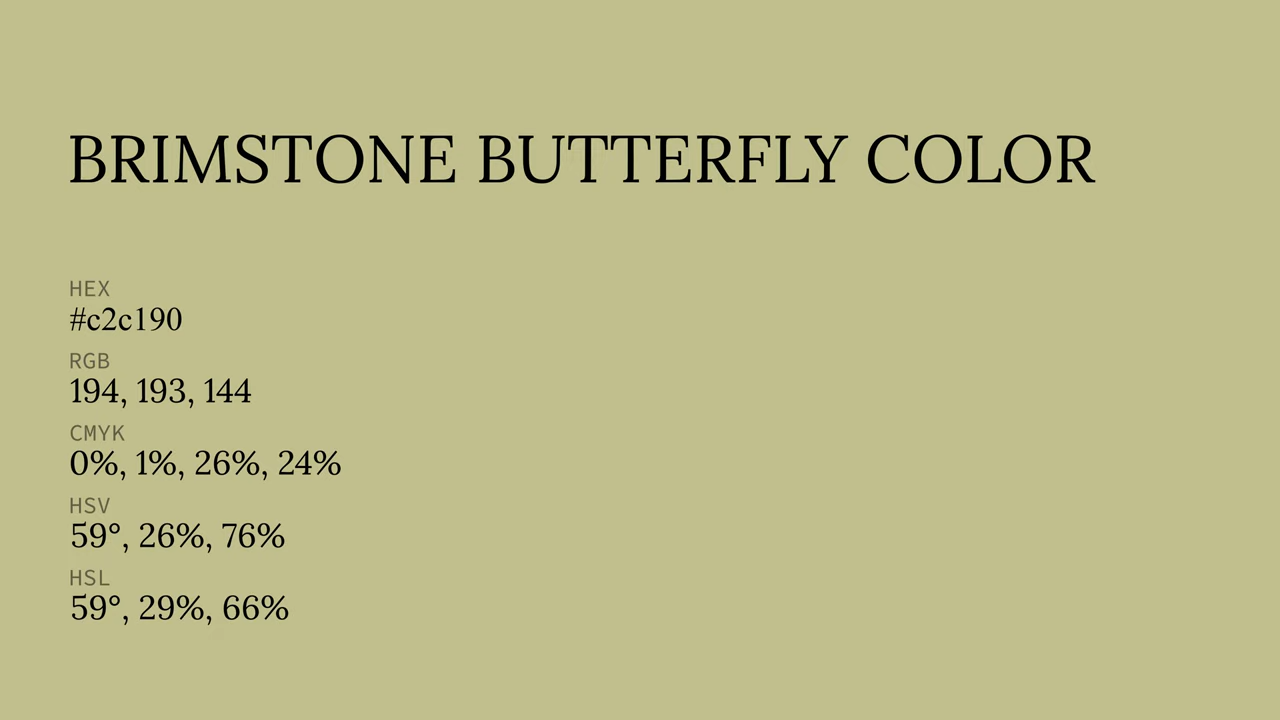 BRIMSTONE BUTTERFLY COLOR
HEX
#c2c190
RGB
194, 193, 144
CMYK
0%, 1%, 26%, 24%
HSV
59°, 26%, 76%
HSL
59°, 29%, 66%